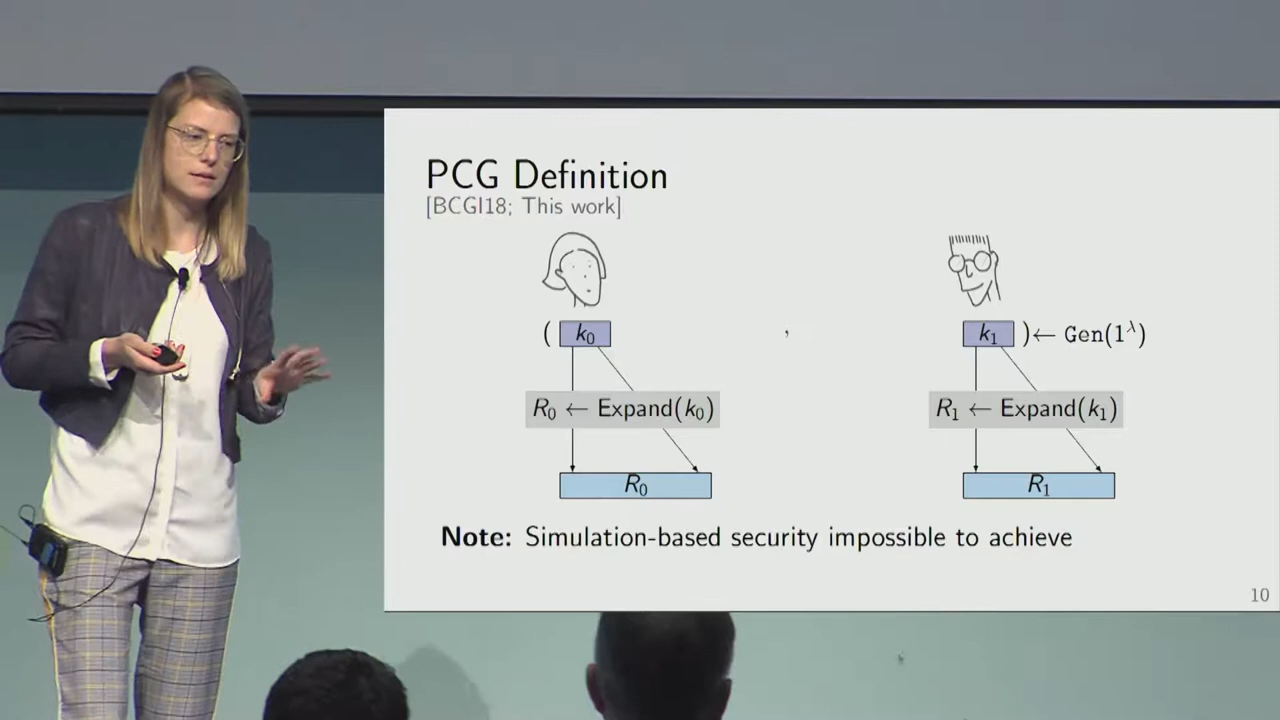 PCG Definition
[BCGI18; This work]
( k₀ , k₁ ) ← Gen(1^λ)
R₀ ← Expand(k₀) R₁ ← Expand(k₁)
R₀ R₁
Note: Simulation-based security impossible to achieve
10